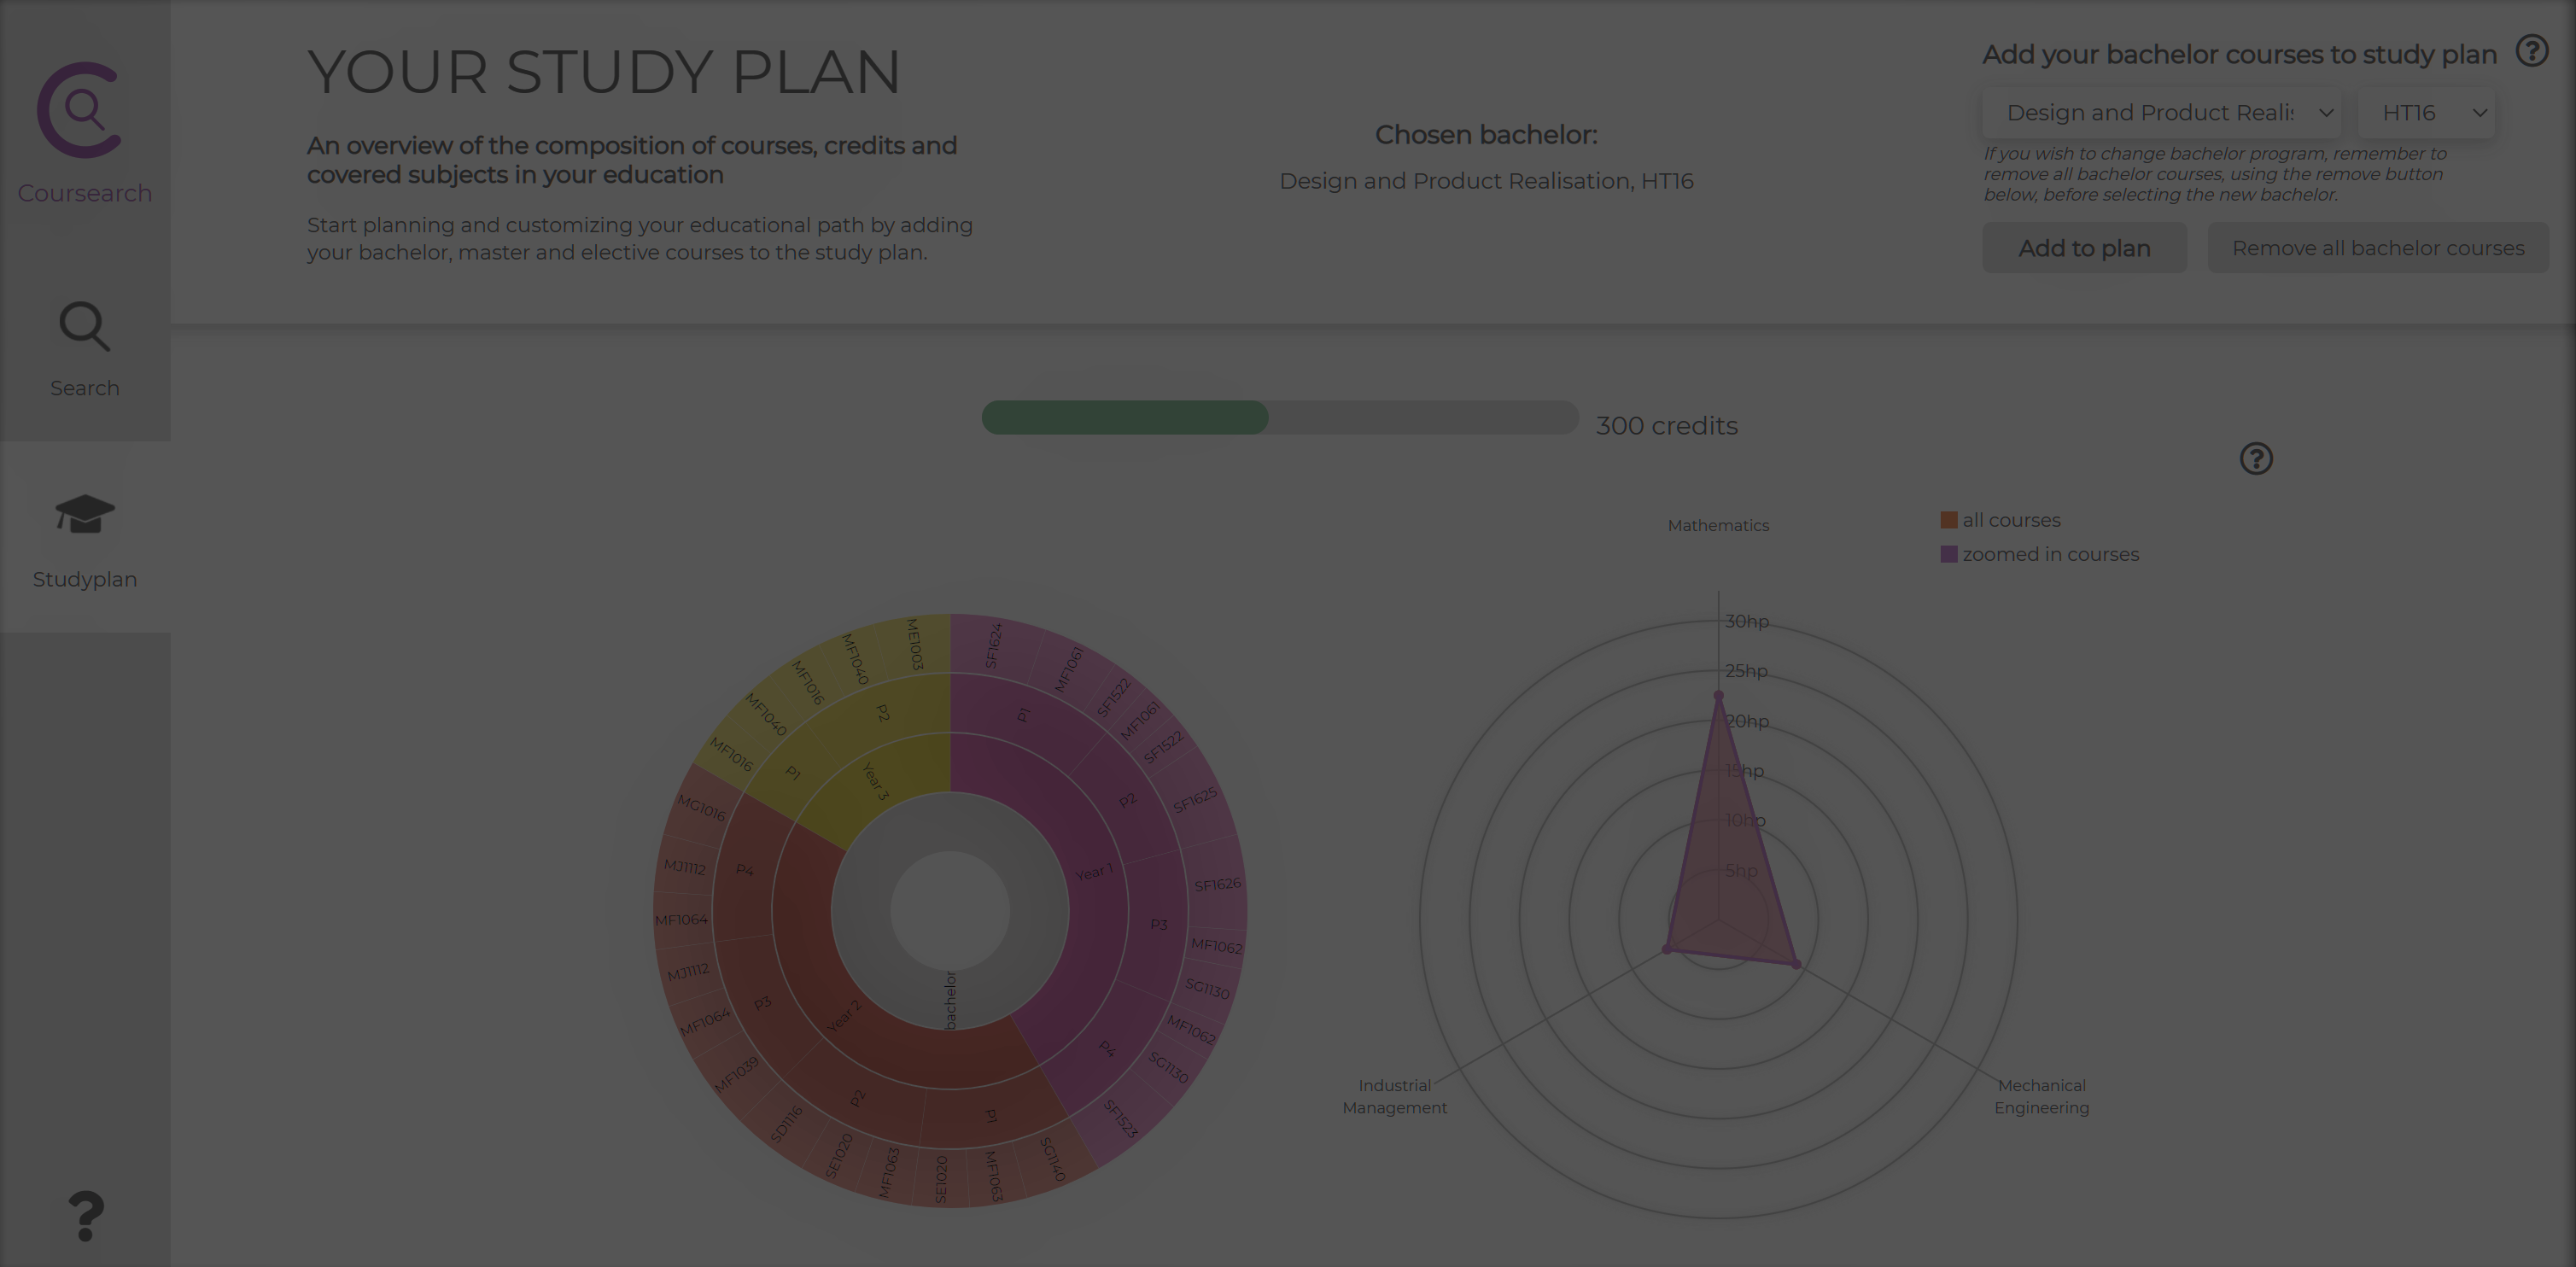 Coursearch
Search
Studyplan
YOUR STUDY PLAN
An overview of the composition of courses, credits and
covered subjects in your education
Start planning and customizing your educational path by adding
your bachelor, master and elective courses to the study plan.
Chosen bachelor:
Design and Product Realisation, HT16
Add your bachelor courses to study plan
Design and Product Realis
HT16
If you wish to change bachelor program, remember to
remove all bachelor courses, using the remove button
below, before selecting the new bachelor.
Add to plan
Remove all bachelor courses
300 credits
bachelor
Year 1
P1
SF1624
MF1061
SF1522
P2
MF1061
SF1522
SF1625
P3
SF1626
MF1062
SG1130
P4
MF1062
SG1130
SF1523
Year 2
P1
SG1140
MF1063
SE1020
P2
MF1063
SE1020
SD1116
P3
MF1039
MF1064
MJ1112
P4
MF1064
MJ1112
MG1016
Year 3
P1
MF1016
MF1040
P2
MF1016
MF1040
ME1003
all courses
zoomed in courses
Mathematics
30hp
25hp
20hp
15hp
10hp
5hp
Industrial
Management
Mechanical
Engineering